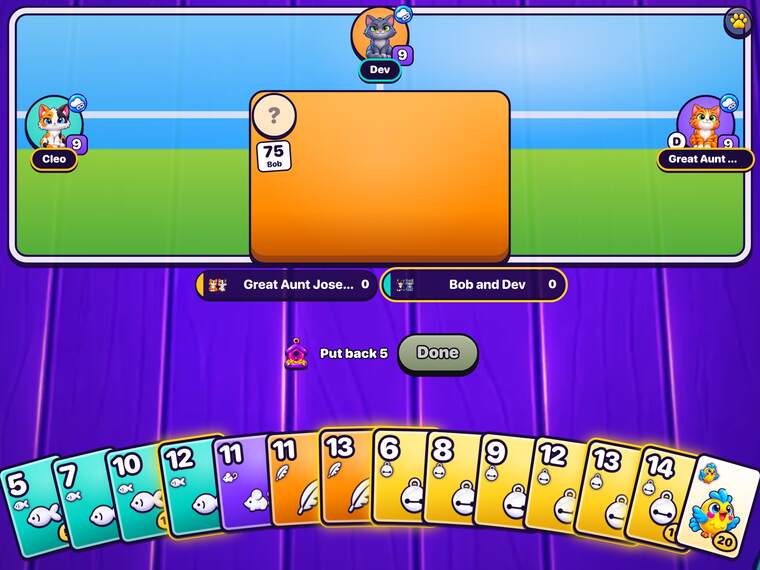 9
Dev
?
75
Bob
9
Cleo
D
9
Great Aunt ...
Great Aunt Jose... 0
Bob and Dev 0
Put back 5
Done
5
7
10
12
11
11
13
6
8
9
12
13
14
20